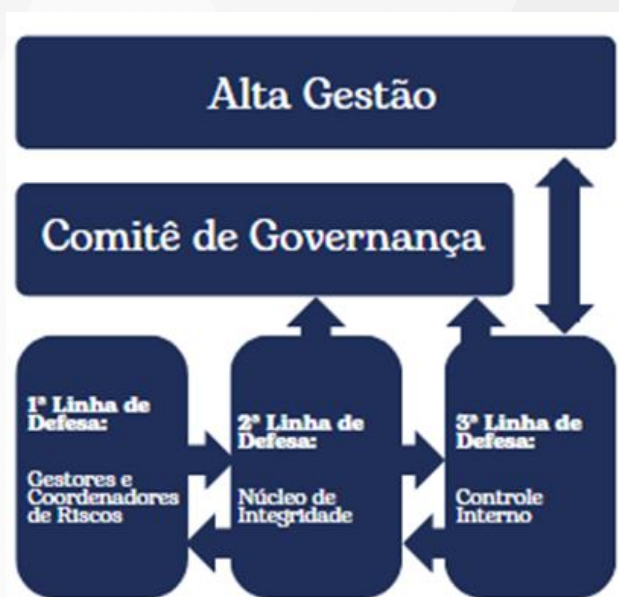 Alta Gestão
Comitê de Governança
1ª Linha de
Defesa:
Gestores e
Coordenadores
de Riscos
2ª Linha de
Defesa:
Núcleo de
Integridade
3ª Linha de
Defesa:
Controle
Interno